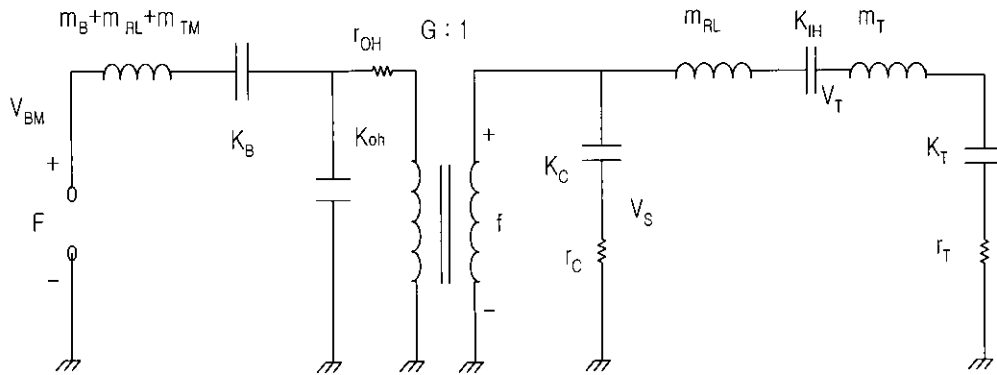 m_B+m_RL+m_TM
r_OH
G : 1
m_RL
K_IH
m_T
V_BM
V_T
+
K_B
K_oh
+
K_C
K_T
F
f
V_S
r_C
r_T
−
−